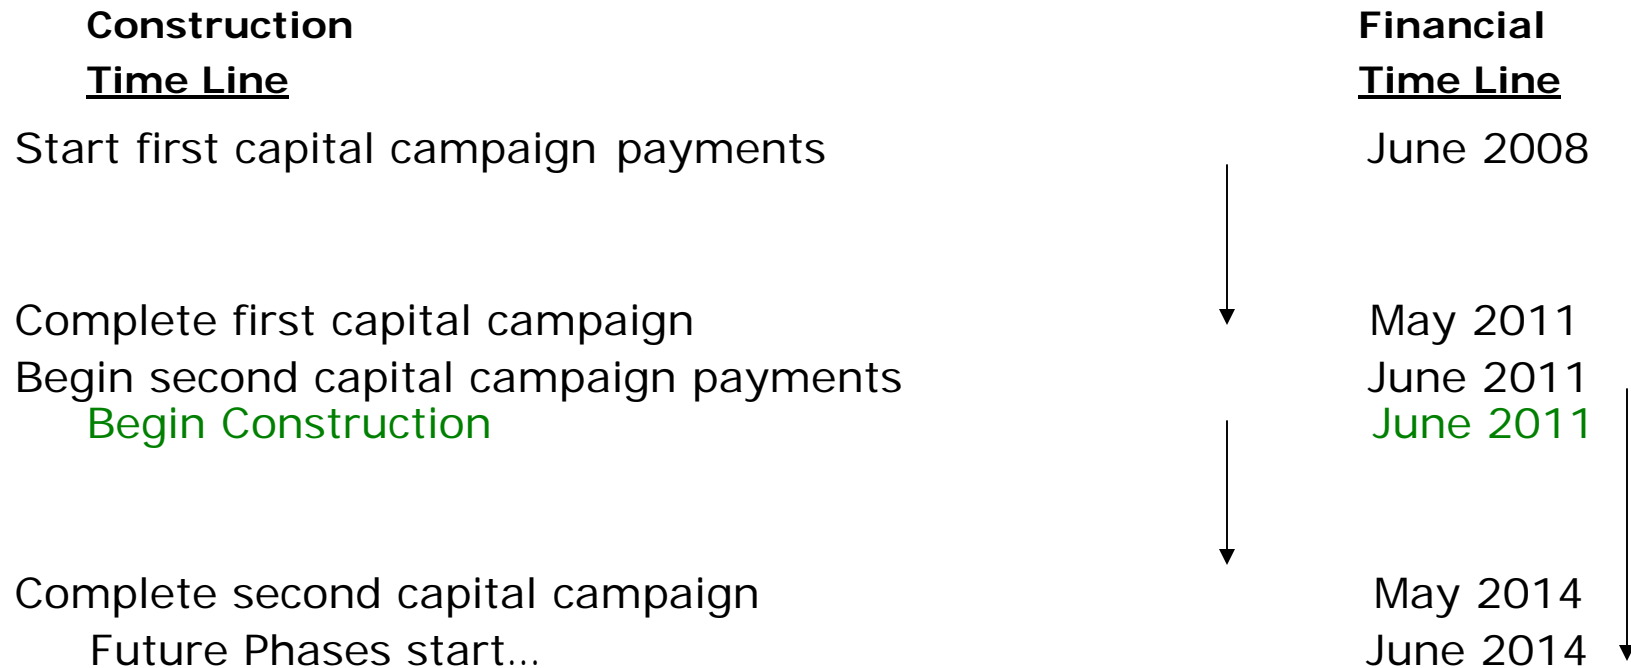 Construction Financial
Time Line Time Line
Start first capital campaign payments June 2008
Complete first capital campaign May 2011
Begin second capital campaign payments June 2011
Begin Construction June 2011
Complete second capital campaign May 2014
Future Phases start... June 2014